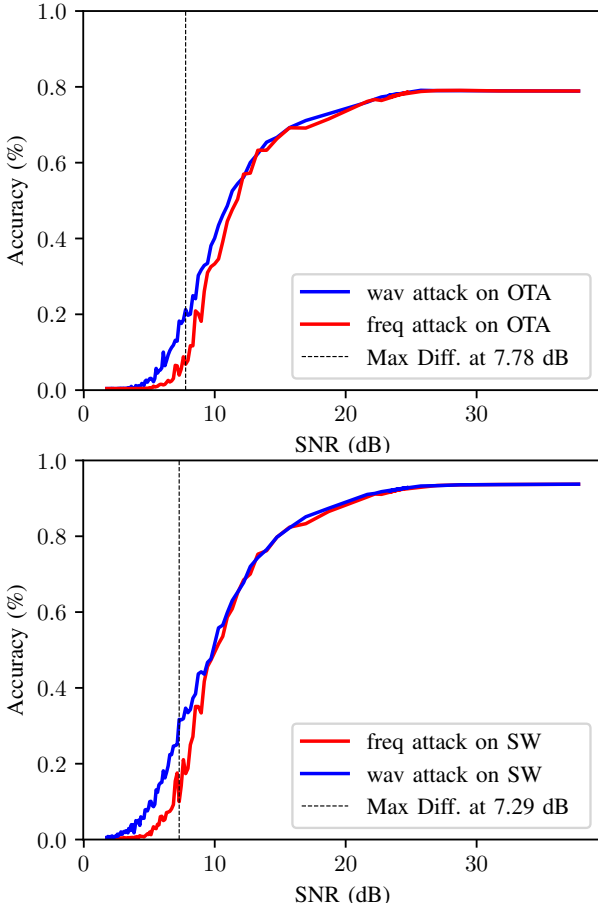 1.0
0.8
0.6
0.4
0.2
0.0
Accuracy (%)
wav attack on OTA
freq attack on OTA
Max Diff. at 7.78 dB
0
10
20
30
SNR (dB)
1.0
0.8
0.6
0.4
0.2
0.0
Accuracy (%)
freq attack on SW
wav attack on SW
Max Diff. at 7.29 dB
0
10
20
30
SNR (dB)